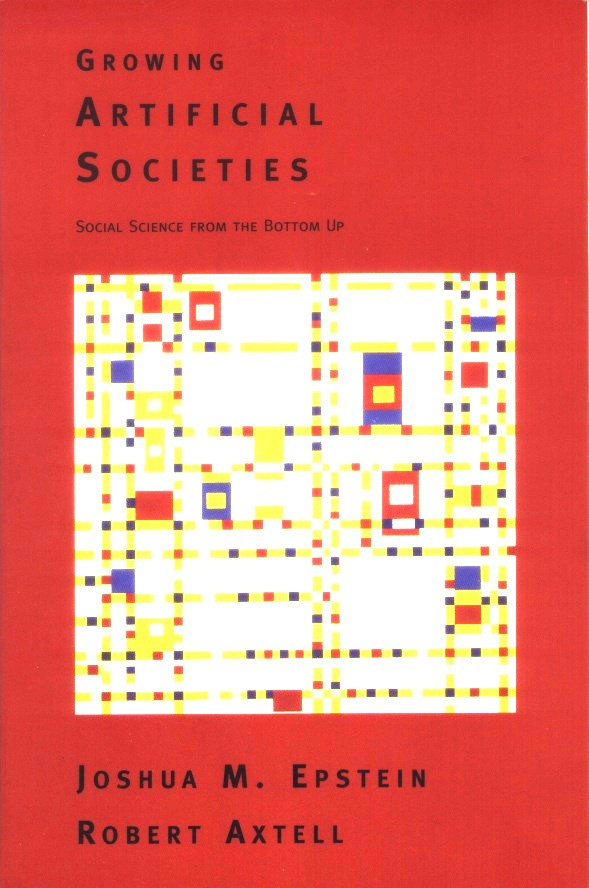 GROWING
ARTIFICIAL
SOCIETIES
SOCIAL SCIENCE FROM THE BOTTOM UP
JOSHUA M. EPSTEIN
ROBERT AXTELL